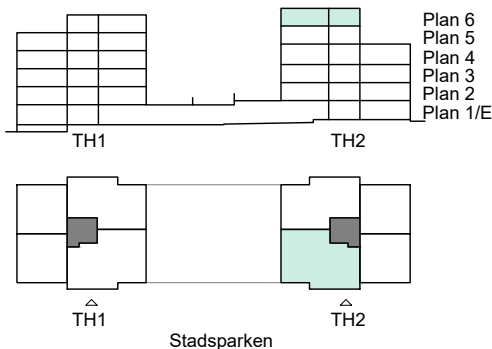 Plan 6
Plan 5
Plan 4
Plan 3
Plan 2
Plan 1/E
TH1 TH2
TH1 TH2
Stadsparken